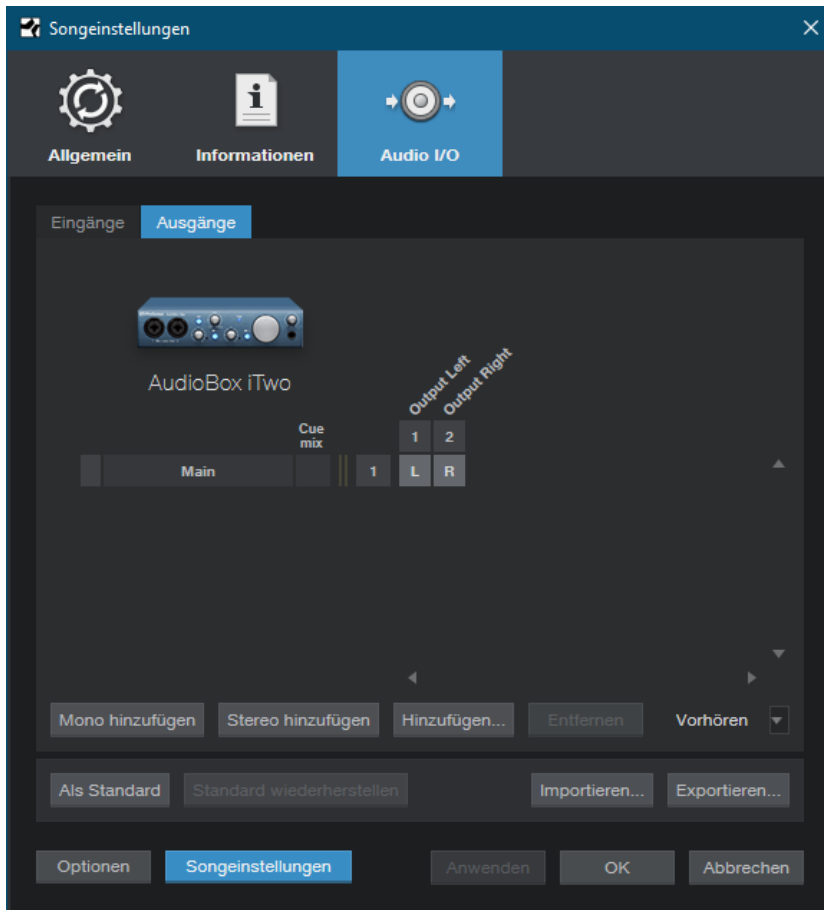 Songeinstellungen
Allgemein Informationen Audio I/O
Eingänge Ausgänge
AudioBox iTwo
Output Left
Output Right
Cue
mix
1 2
Main 1 L R
Mono hinzufügen Stereo hinzufügen Hinzufügen... Entfernen Vorhören
Als Standard Standard wiederherstellen Importieren... Exportieren...
Optionen Songeinstellungen Anwenden OK Abbrechen